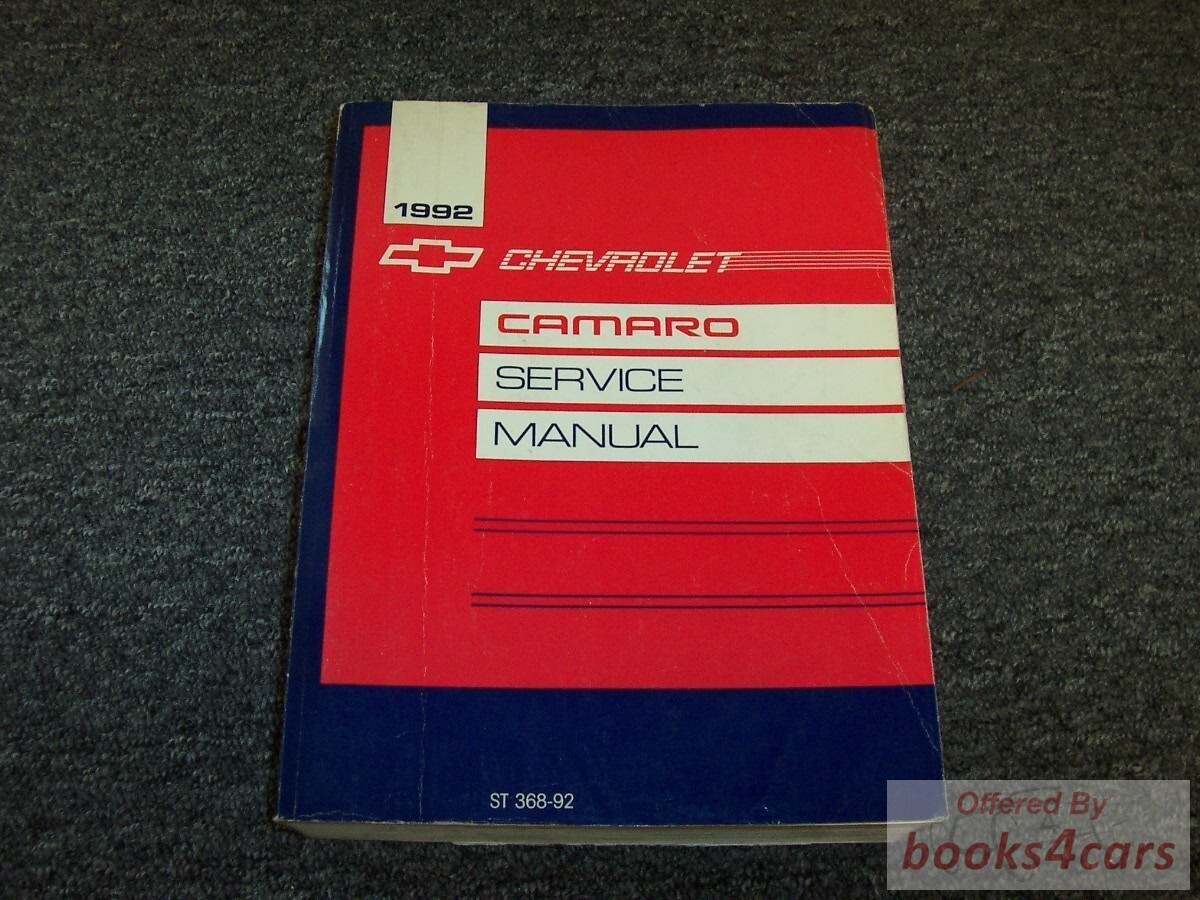 1992
CHEVROLET
CAMARO
SERVICE
MANUAL
ST 368-92
Offered By
books4cars